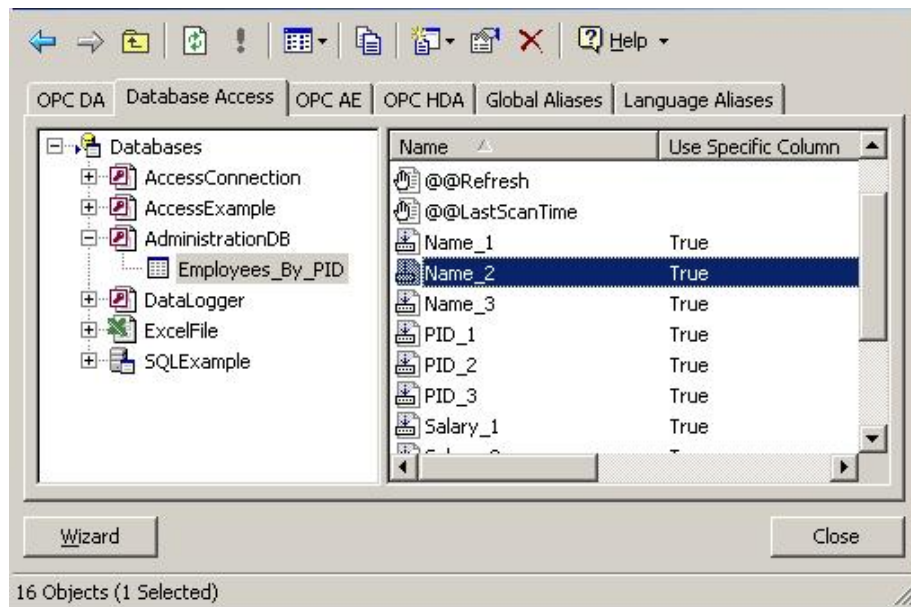 Help
OPC DA Database Access OPC AE OPC HDA Global Aliases Language Aliases
Databases
AccessConnection
AccessExample
AdministrationDB
Employees_By_PID
DataLogger
ExcelFile
SQLExample
Name Use Specific Column
@@Refresh
@@LastScanTime
Name_1 True
Name_2 True
Name_3 True
PID_1 True
PID_2 True
PID_3 True
Salary_1 True
Wizard Close
16 Objects (1 Selected)